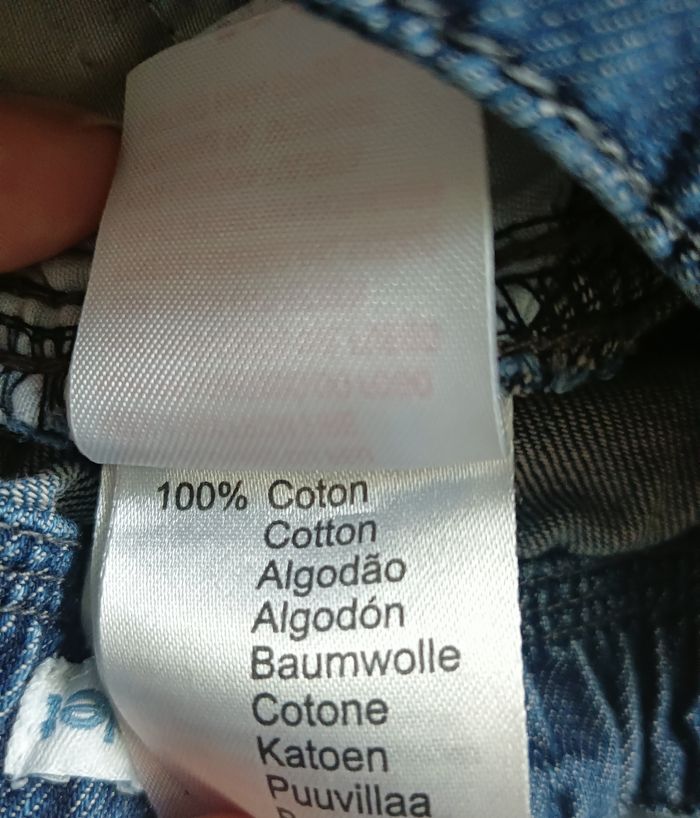 100% Coton
Cotton
Algodão
Algodón
Baumwolle
Cotone
Katoen
Puuvillaa